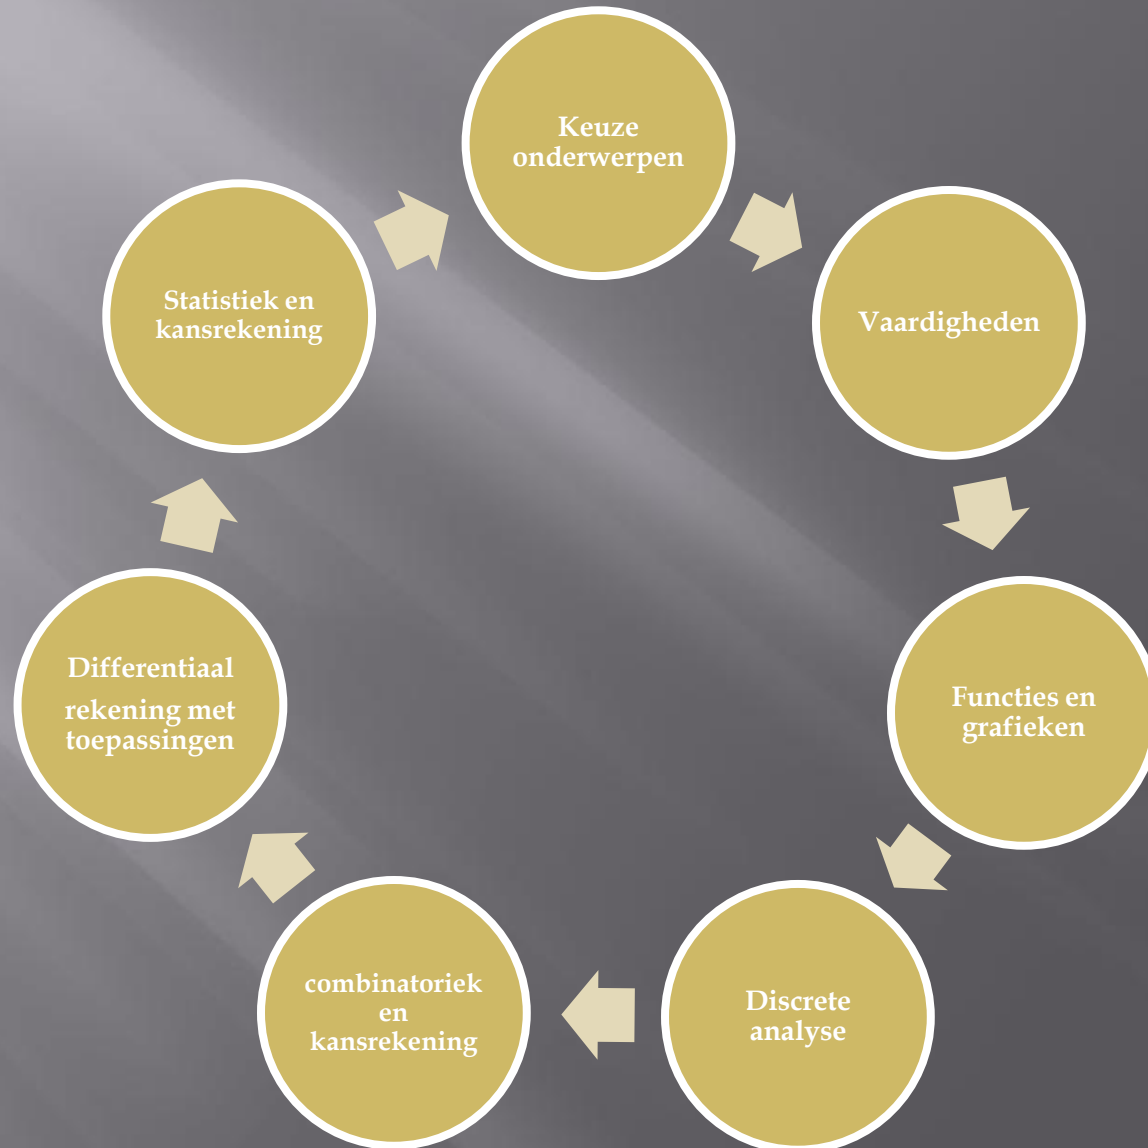 Keuze
onderwerpen
Vaardigheden
Functies en
grafieken
Discrete
analyse
combinatoriek
en
kansrekening
Differentiaal
rekening met
toepassingen
Statistiek en
kansrekening